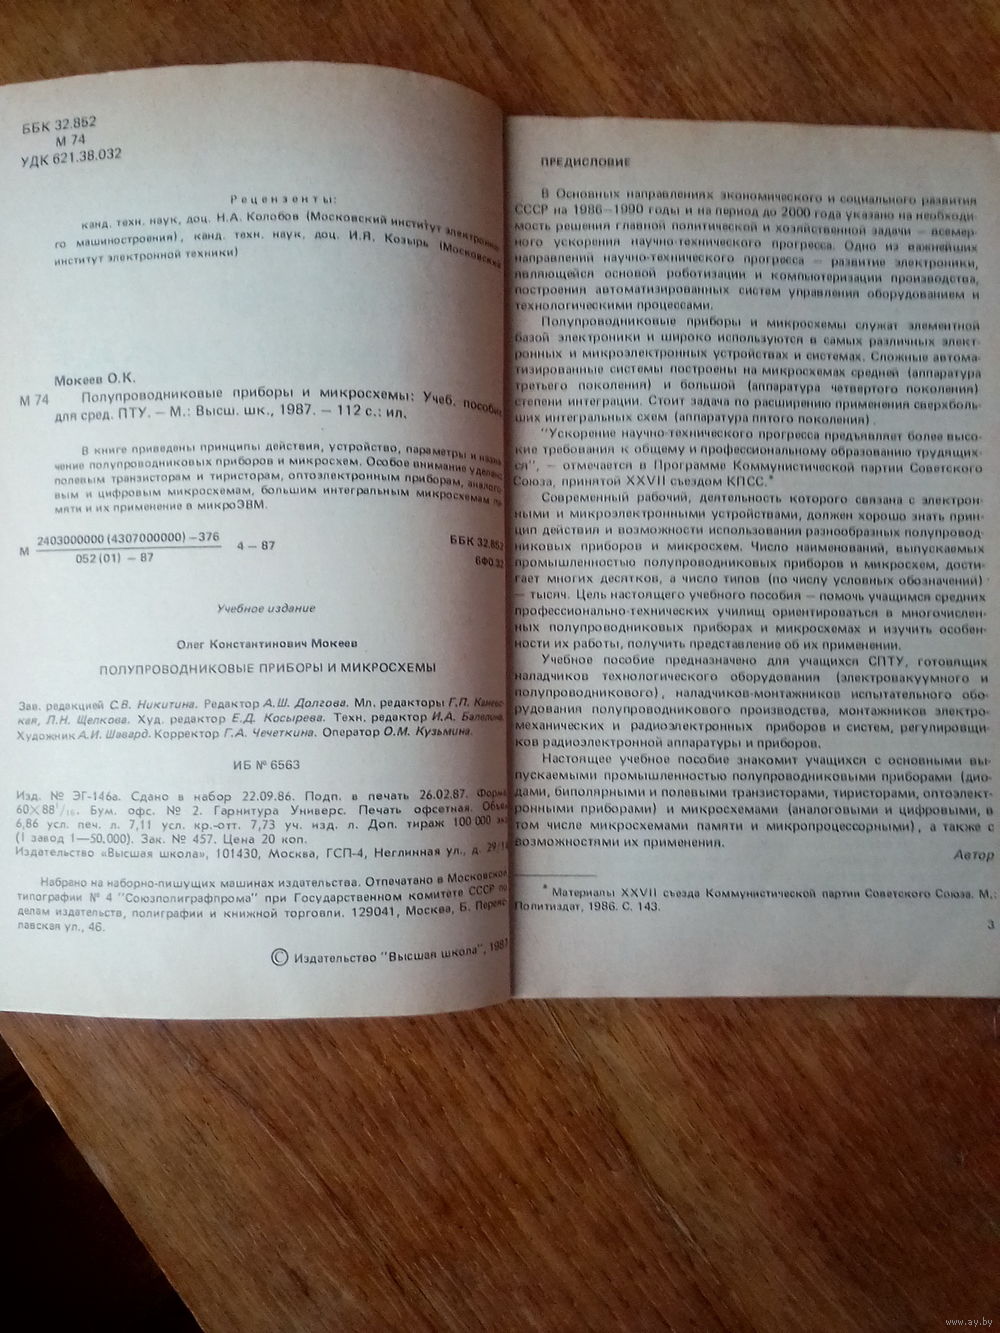 ББК 32.852
М 74
УДК 621.38.032
Рецензенты:
канд. техн. наук, доц. Н.А. Колобов (Московский институт электронно-
го машиностроения), канд. техн. наук, доц. И.Я. Козырь (Московский
институт электронной техники)
Мокеев О.К.
М 74 Полупроводниковые приборы и микросхемы: Учеб. пособие
для сред. ПТУ. – М.: Высш. шк., 1987. – 112 с.: ил.
В книге приведены принципы действия, устройство, параметры и назна-
чение полупроводниковых приборов и микросхем. Особое внимание уделено
полевым транзисторам и тиристорам, оптоэлектронным приборам, аналого-
вым и цифровым микросхемам, большим интегральным микросхемам па-
мяти и их применение в микроЭВМ.
М 2403000000 (4307000000) –376 4 – 87
052 (01) – 87
ББК 32.852
6Ф0.32
Учебное издание
Олег Константинович Мокеев
ПОЛУПРОВОДНИКОВЫЕ ПРИБОРЫ И МИКРОСХЕМЫ
Зав. редакцией С.В. Никитина. Редактор А.Ш. Долгова. Мл. редакторы Г.П. Канев-
кая, Л.Н. Щелкова. Худ. редактор Е.Д. Косырева. Техн. редактор И.А. Балелина.
Художник А.И. Шавард. Корректор Г.А. Чечеткина. Оператор О.М. Кузьмина.
ИБ № 6563
Изд. № ЭГ-146а. Сдано в набор 22.09.86. Подп. в печать 26.02.87. Формат
60×88¹/₁₆. Бум. офс. № 2. Гарнитура Универс. Печать офсетная. Объем
6,86 усл. печ. л. 7,11 усл. кр.-отт. 7,73 уч. изд. л. Доп. тираж 100 000 экз
(I завод 1—50.000). Зак. № 457. Цена 20 коп.
Издательство «Высшая школа», 101430, Москва, ГСП-4, Неглинная ул., д. 29/14
Набрано на наборно-пишущих машинах издательства. Отпечатано в Московской
типографии № 4 "Союзполиграфпрома" при Государственном комитете СССР по
делам издательств, полиграфии и книжной торговли. 129041, Москва, Б. Переяс-
лавская ул., 46.
© Издательство "Высшая школа", 1987
ПРЕДИСЛОВИЕ
В Основных направлениях экономического и социального развития
СССР на 1986–1990 годы и на период до 2000 года указано на необходи-
мость решения главной политической и хозяйственной задачи – всемер-
ного ускорения научно-технического прогресса. Одно из важнейших
направлений научно-технического прогресса – развитие электроники,
являющейся основой роботизации и компьютеризации производства,
построения автоматизированных систем управления оборудованием и
технологическими процессами.
Полупроводниковые приборы и микросхемы служат элементной
базой электроники и широко используются в самых различных элект-
ронных и микроэлектронных устройствах и системах. Сложные автома-
тизированные системы построены на микросхемах средней (аппаратура
третьего поколения) и большой (аппаратура четвертого поколения)
степени интеграции. Стоит задача по расширению применения сверхболь-
ших интегральных схем (аппаратура пятого поколения).
"Ускорение научно-технического прогресса предъявляет более высо-
кие требования к общему и профессиональному образованию трудящих-
ся", – отмечается в Программе Коммунистической партии Советского
Союза, принятой XXVII съездом КПСС.*
Современный рабочий, деятельность которого связана с электрон-
ными и микроэлектронными устройствами, должен хорошо знать прин-
цип действия и возможности использования разнообразных полупровод-
никовых приборов и микросхем. Число наименований, выпускаемых
промышленностью полупроводниковых приборов и микросхем, дости-
гает многих десятков, а число типов (по числу условных обозначений)
– тысяч. Цель настоящего учебного пособия – помочь учащимся средних
профессионально-технических училищ ориентироваться в многочислен-
ных полупроводниковых приборах и микросхемах и изучить особен-
ности их работы, получить представление об их применении.
Учебное пособие предназначено для учащихся СПТУ, готовящих
наладчиков технологического оборудования (электровакуумного и
полупроводникового), наладчиков-монтажников испытательного обо-
рудования полупроводникового производства, монтажников электро-
механических и радиоэлектронных приборов и систем, регулировщи-
ков радиоэлектронной аппаратуры и приборов.
Настоящее учебное пособие знакомит учащихся с основными вы-
пускаемыми промышленностью полупроводниковыми приборами (дио-
дами, биполярными и полевыми транзисторами, тиристорами, оптоэлект-
ронными приборами) и микросхемами (аналоговыми и цифровыми, в
том числе микросхемами памяти и микропроцессорными), а также с
возможностями их применения.
Автор
* Материалы XXVII съезда Коммунистической партии Советского Союза. М.:
Политиздат, 1986. С. 143.
3
www.ay.by